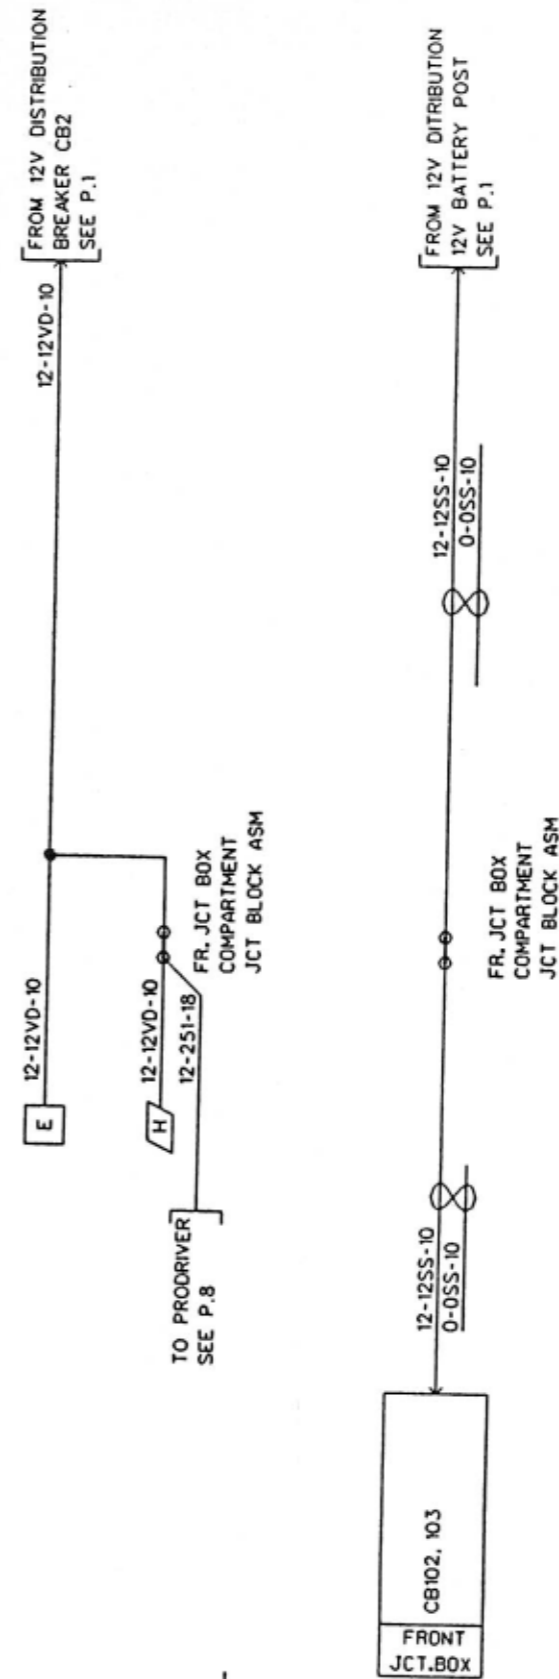 FROM 12V DISTRIBUTION
BREAKER CB2
SEE P.1
12-12VD-10
12-12VD-10
E
12-12VD-10
H
12-251-18
FR. JCT BOX
COMPARTMENT
JCT BLOCK ASM
TO PRODRIVER
SEE P.8
FROM 12V DITRIBUTION
12V BATTERY POST
SEE P.1
12-12SS-10
0-0SS-10
FR. JCT BOX
COMPARTMENT
JCT BLOCK ASM
12-12SS-10
0-0SS-10
CB102, 103
FRONT
JCT.BOX